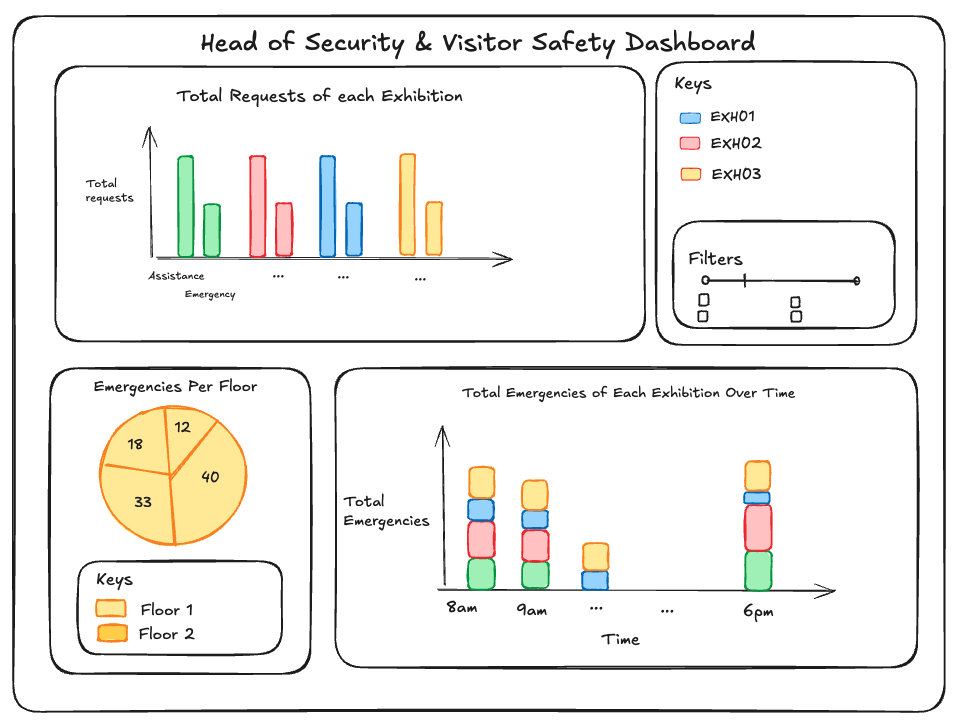 Head of Security & Visitor Safety Dashboard
Total Requests of each Exhibition
Total
requests
Assistance
Emergency
...
...
...
Keys
EXH01
EXH02
EXH03
Filters
Emergencies Per Floor
12
18
40
33
Keys
Floor 1
Floor 2
Total Emergencies of Each Exhibition Over Time
Total
Emergencies
8am 9am ... ... 6pm
Time